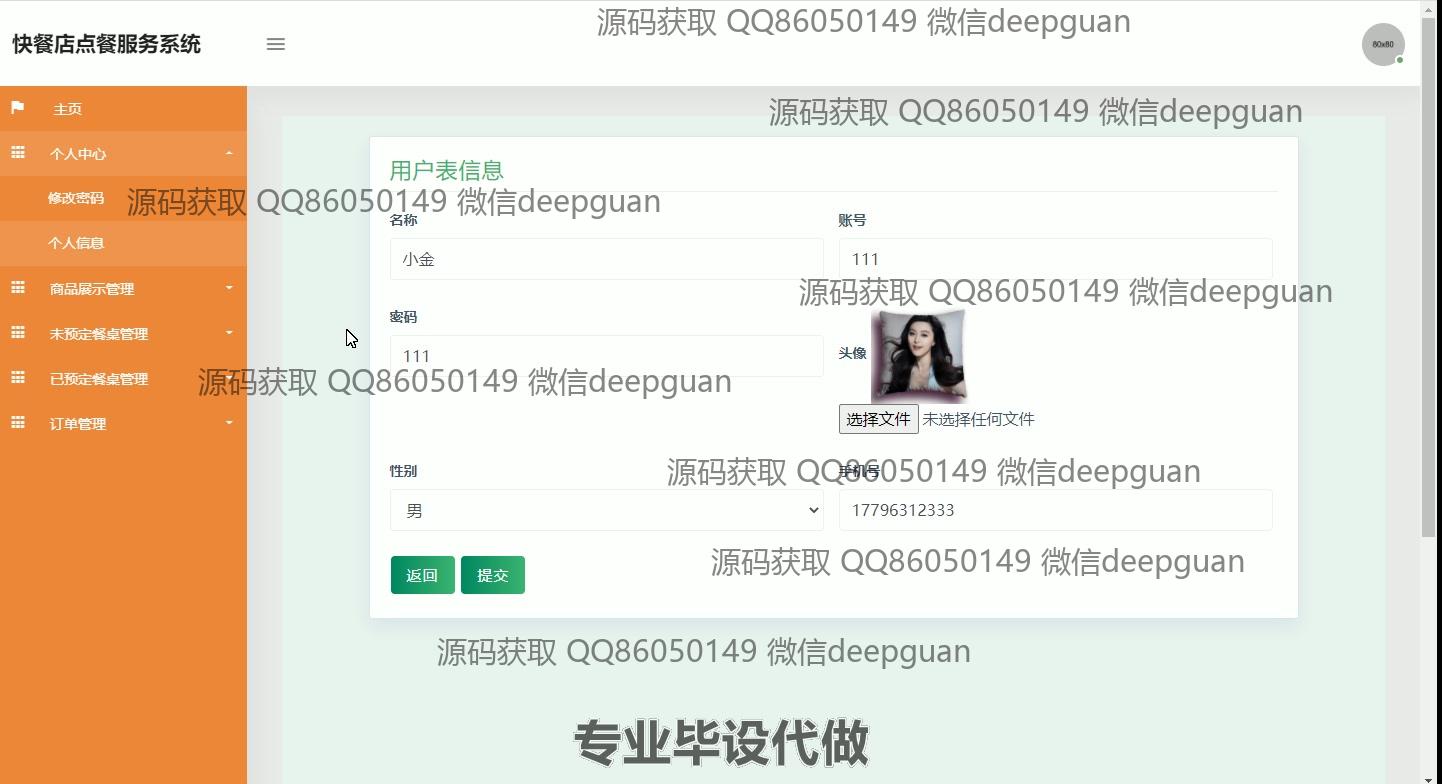 源码获取 QQ86050149 微信deepguan
快餐店点餐服务系统
80x80
源码获取 QQ86050149 微信deepguan
主页
个人中心
用户表信息
修改密码
源码获取 QQ86050149 微信deepguan
名称
账号
个人信息
小金
111
商品展示管理
源码获取 QQ86050149 微信deepguan
密码
未预定餐桌管理
头像
111
已预定餐桌管理
源码获取 QQ86050149 微信deepguan
订单管理
选择文件 未选择任何文件
性别
手机号
源码获取 QQ86050149 微信deepguan
男
17796312333
源码获取 QQ86050149 微信deepguan
返回
提交
源码获取 QQ86050149 微信deepguan
专业毕设代做